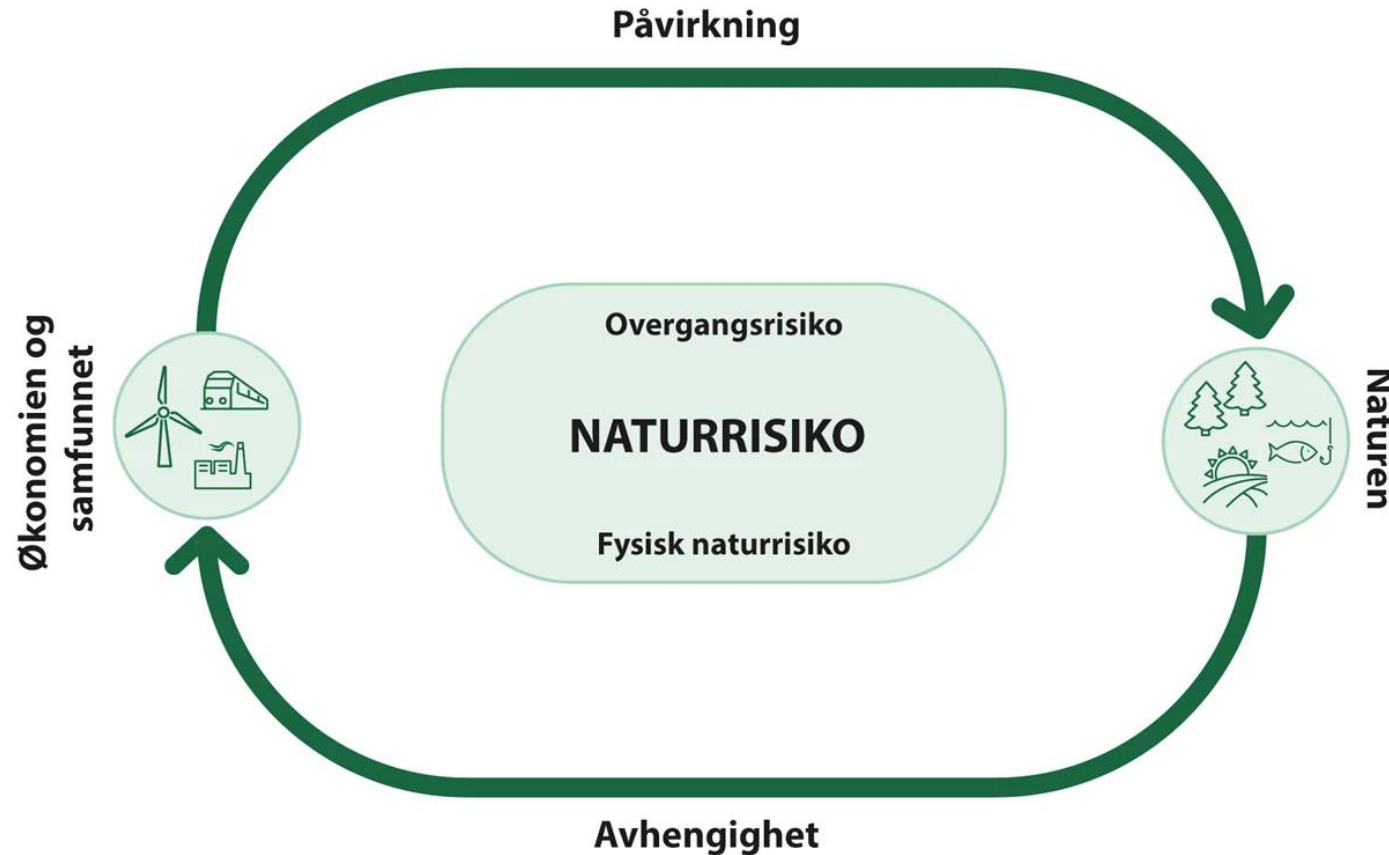 Påvirkning
Økonomien og
samfunnet
Overgangsrisiko
NATURRISIKO
Fysisk naturrisiko
Naturen
Avhengighet